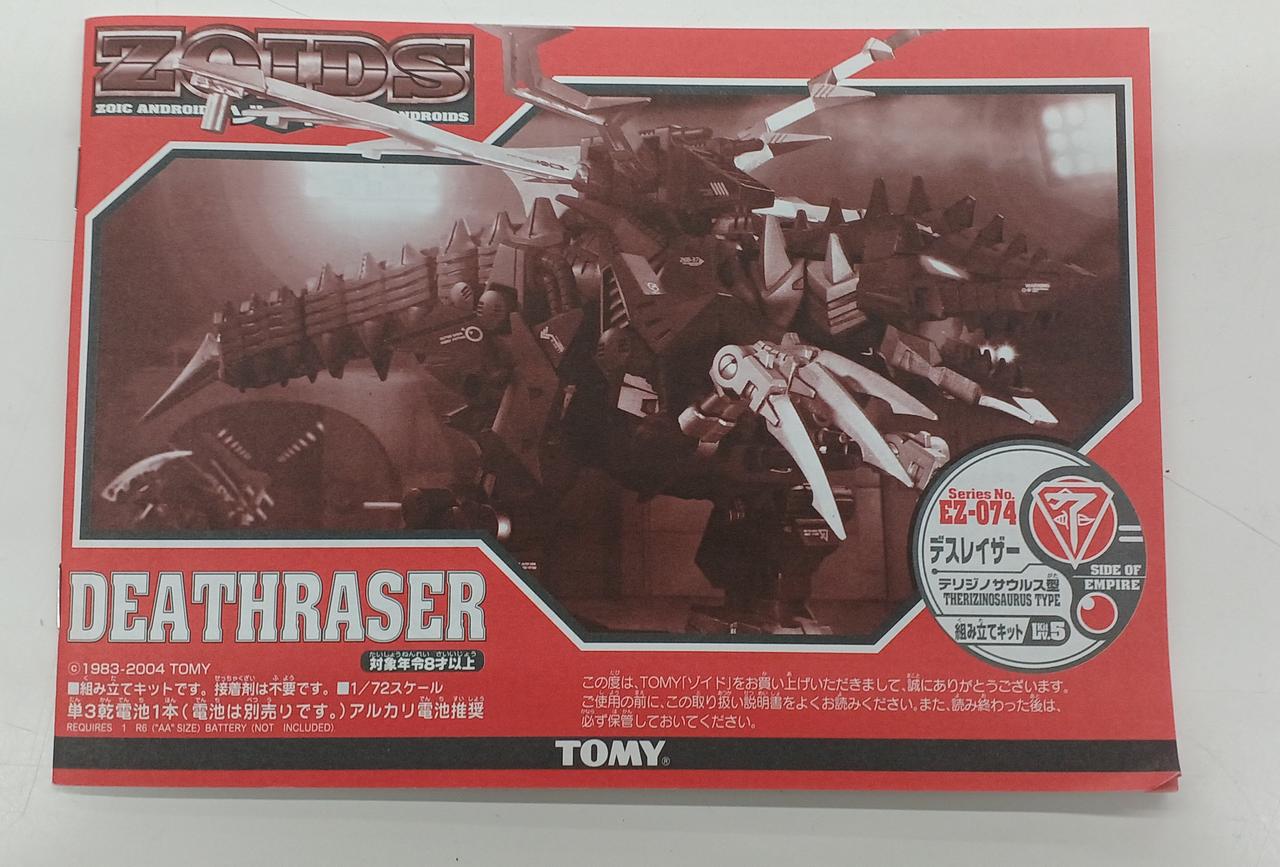 ZOIDS
ZOIC ANDROIDS
DEATHRASER
対象年令8才以上
©1983-2004 TOMY
■組み立てキットです。接着剤は不要です。■1/72スケール
単3乾電池1本(電池は別売りです。)アルカリ電池推奨
REQUIRES 1 R6 ("AA" SIZE) BATTERY (NOT INCLUDED)
Series No.
EZ-074
デスレイザー
テリジノサウルス型
THERIZINOSAURUS TYPE
組み立てキット Lv.5
SIDE OF
EMPIRE
この度は、TOMY「ゾイド」をお買い上げいただきまして、誠にありがとうございます。
ご使用の前に、この取り扱い説明書をよくお読みください。また、読み終わった後は、
必ず保管しておいてください。
TOMY®